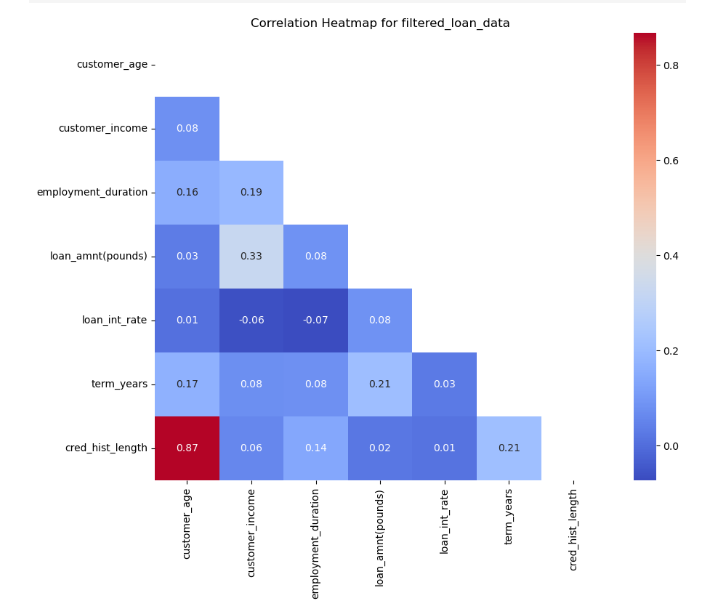 Correlation Heatmap for filtered_loan_data
customer_age
customer_income 0.08
employment_duration 0.16 0.19
loan_amnt(pounds) 0.03 0.33 0.08
loan_int_rate 0.01 -0.06 -0.07 0.08
term_years 0.17 0.08 0.08 0.21 0.03
cred_hist_length 0.87 0.06 0.14 0.02 0.01 0.21
customer_age
customer_income
employment_duration
loan_amnt(pounds)
loan_int_rate
term_years
cred_hist_length
0.8
0.6
0.4
0.2
0.0